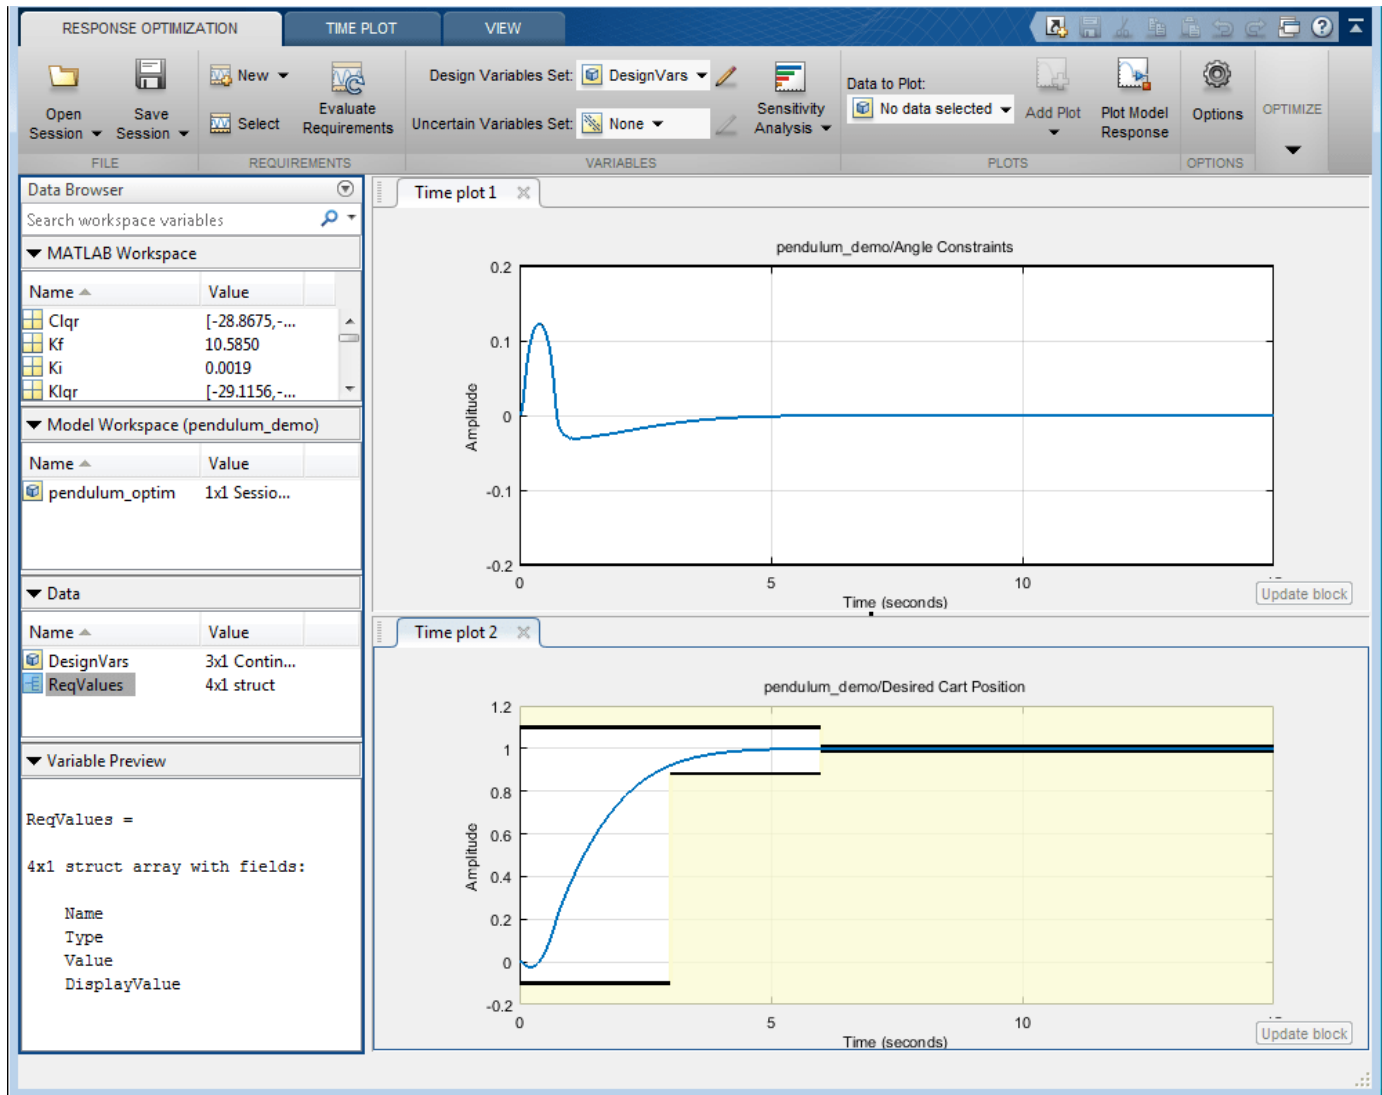 RESPONSE OPTIMIZATION
TIME PLOT
VIEW
Open Session
Save Session
New
Select
Evaluate Requirements
Design Variables Set: DesignVars
Uncertain Variables Set: None
Sensitivity Analysis
Data to Plot:
No data selected
Add Plot
Plot Model Response
Options
OPTIMIZE
FILE
REQUIREMENTS
VARIABLES
PLOTS
OPTIONS
Data Browser
Search workspace variables
MATLAB Workspace
Name Value
Clqr [-28.8675,-...
Kf 10.5850
Ki 0.0019
Klqr [-29.1156,-...
Model Workspace (pendulum_demo)
Name Value
pendulum_optim 1x1 Sessio...
Data
Name Value
DesignVars 3x1 Contin...
ReqValues 4x1 struct
Variable Preview
ReqValues =
4x1 struct array with fields:
Name
Type
Value
DisplayValue
Time plot 1
pendulum_demo/Angle Constraints
0.2
0.1
0
-0.1
-0.2
Amplitude
0 5 10
Time (seconds)
Update block
Time plot 2
pendulum_demo/Desired Cart Position
1.2
1
0.8
0.6
0.4
0.2
0
-0.2
Amplitude
0 5 10
Time (seconds)
Update block